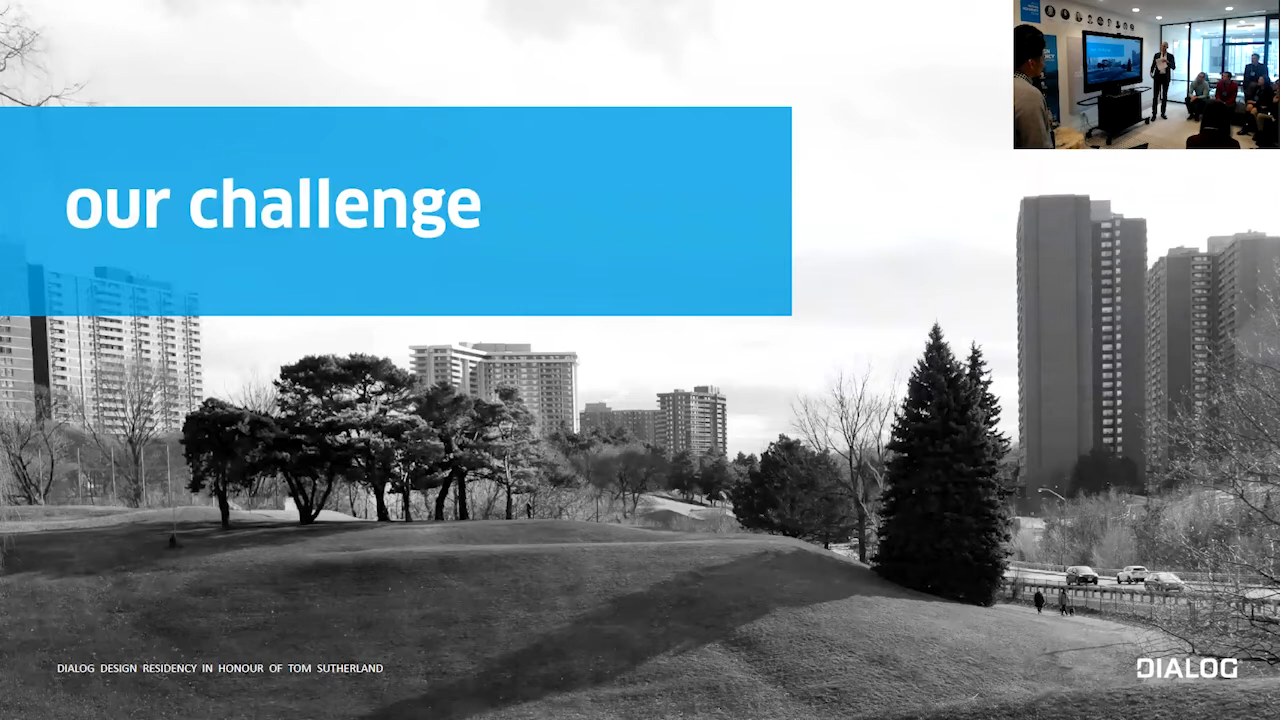 our challenge
DIALOG DESIGN RESIDENCY IN HONOUR OF TOM SUTHERLAND
DIALOG